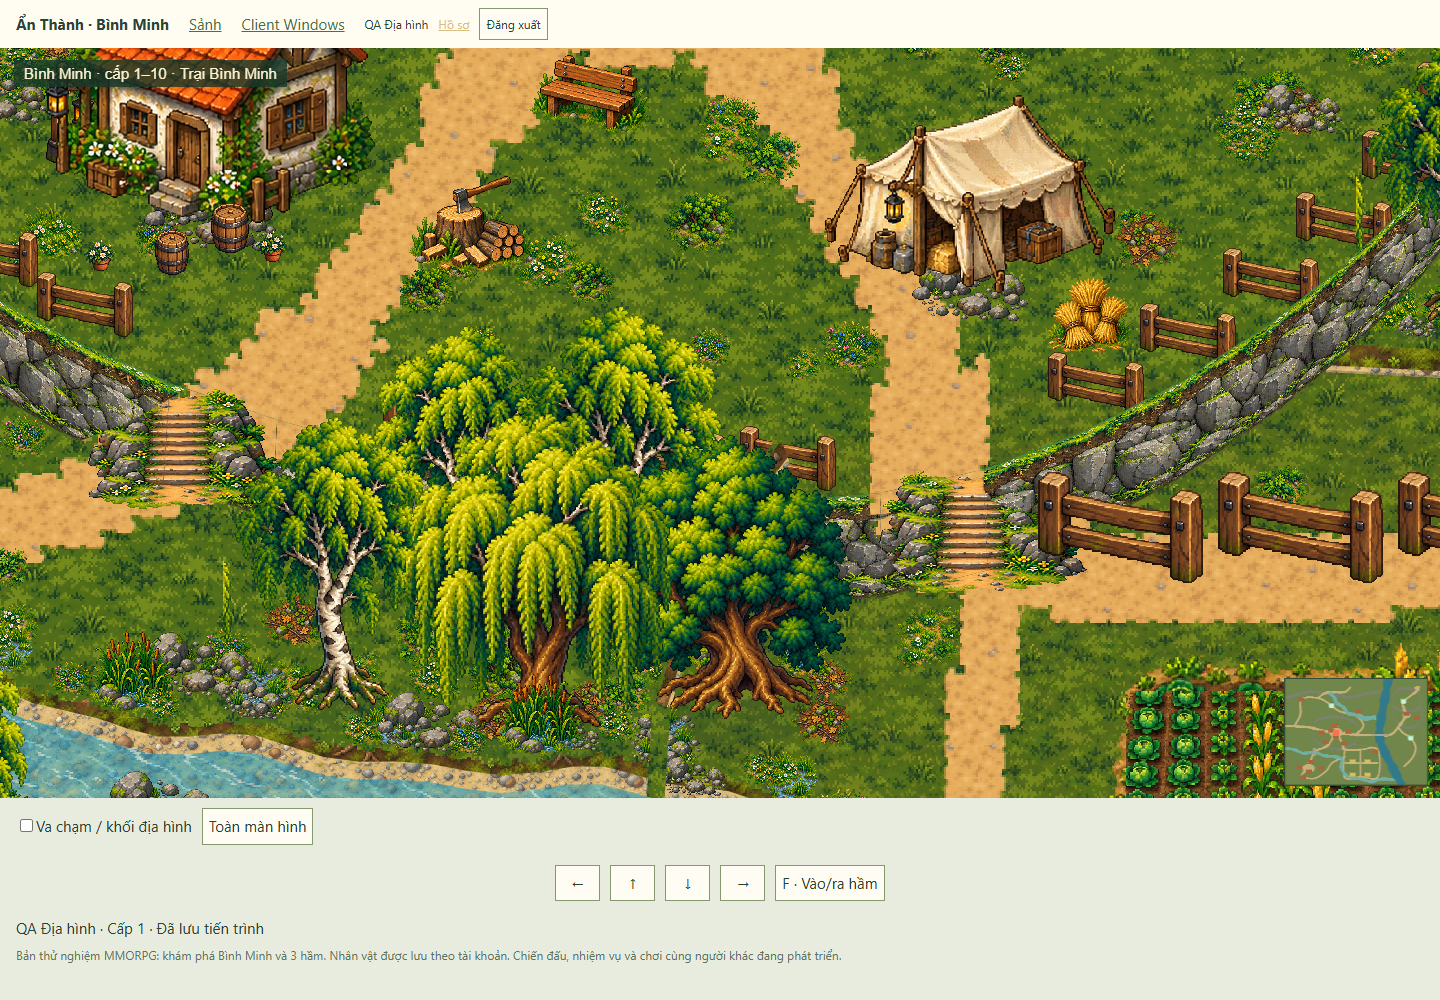 Ẩn Thành · Bình Minh Sảnh Client Windows QA Địa hình Hồ sơ Đăng xuất
Bình Minh · cấp 1–10 · Trại Bình Minh
Va chạm / khối địa hình Toàn màn hình
← ↑ ↓ → F · Vào/ra hầm
QA Địa hình · Cấp 1 · Đã lưu tiến trình
Bản thử nghiệm MMORPG: khám phá Bình Minh và 3 hầm. Nhân vật được lưu theo tài khoản. Chiến đấu, nhiệm vụ và chơi cùng người khác đang phát triển.